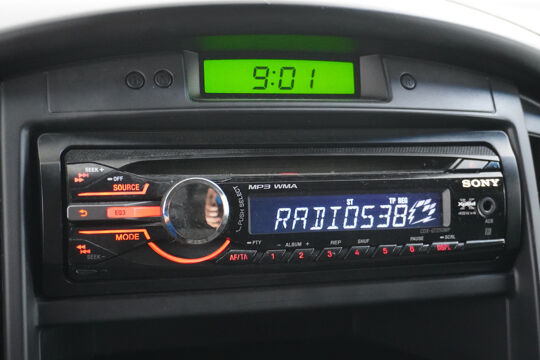 9:01
SEEK+
OFF
SOURCE
EQ3
MODE
SEEK-
PUSH SELECT
MP3 WMA
ST TP REG
RADIO538
SONY
AUX
PTY - ALBUM + REP SHUF PAUSE SCRL
AF/TA 1 2 3 4 5 6 DSPL